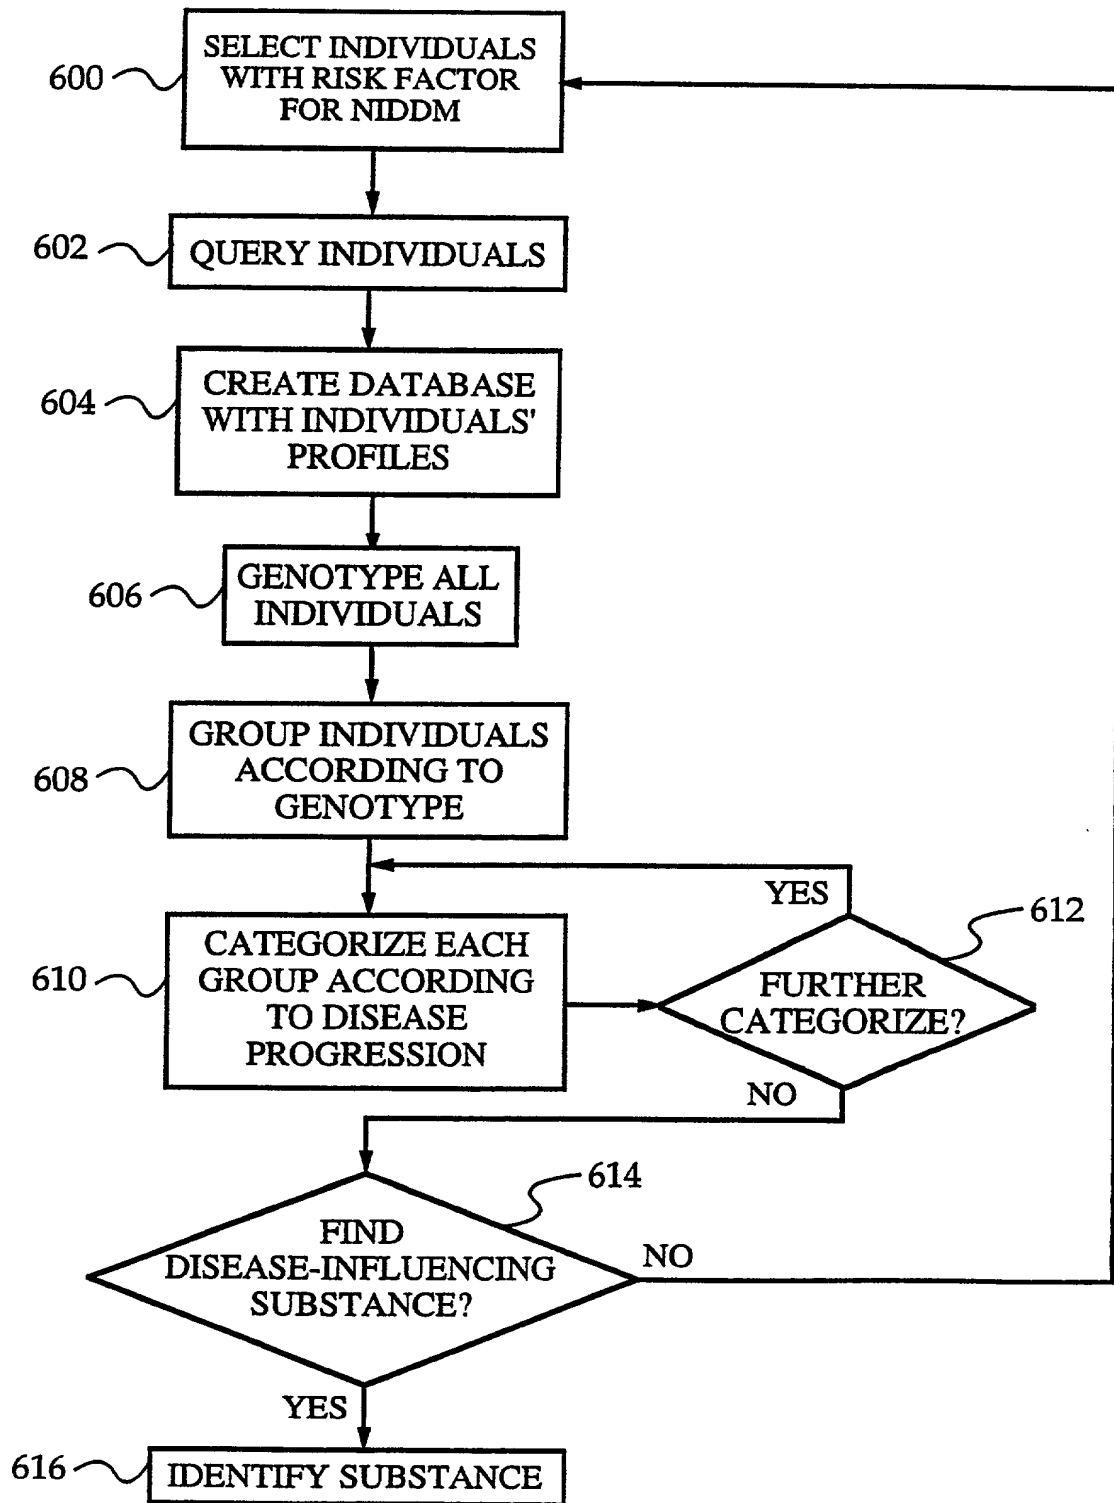 600
SELECT INDIVIDUALS
WITH RISK FACTOR
FOR NIDDM
602
QUERY INDIVIDUALS
604
CREATE DATABASE
WITH INDIVIDUALS'
PROFILES
606
GENOTYPE ALL
INDIVIDUALS
608
GROUP INDIVIDUALS
ACCORDING TO
GENOTYPE
610
CATEGORIZE EACH
GROUP ACCORDING
TO DISEASE
PROGRESSION
YES
612
FURTHER
CATEGORIZE?
NO
614
FIND
DISEASE-INFLUENCING
SUBSTANCE?
NO
YES
616
IDENTIFY SUBSTANCE